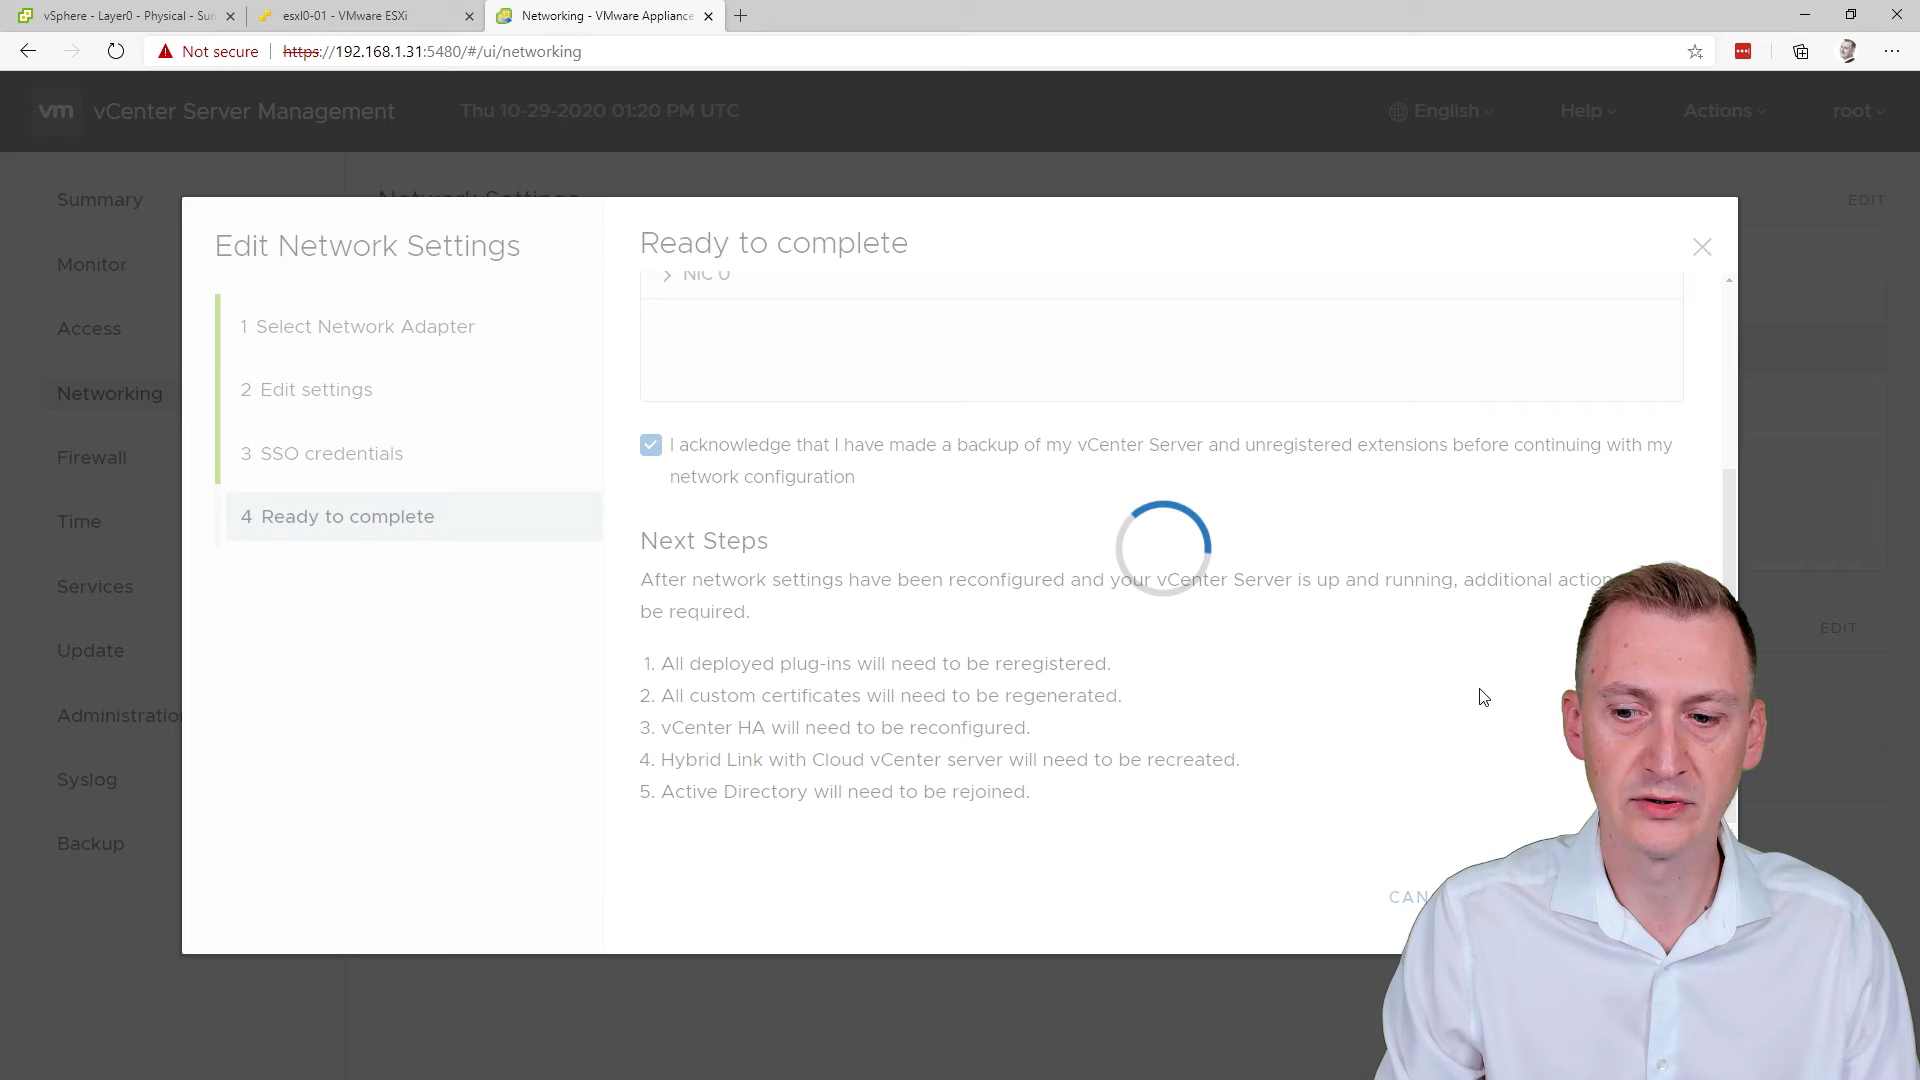 vSphere - Layer0 - Physical - Sur
esxl0-01 - VMware ESXi
Networking - VMware Appliance
Not secure https://192.168.1.31:5480/#/ui/networking
vm vCenter Server Management Thu 10-29-2020 01:20 PM UTC English Help Actions root
Network Settings
EDIT
Summary
Monitor
Access
Networking
Firewall
Time
Services
Update
Administration
Syslog
Backup
Edit Network Settings
1 Select Network Adapter
2 Edit settings
3 SSO credentials
4 Ready to complete
Ready to complete
NIC 0
I acknowledge that I have made a backup of my vCenter Server and unregistered extensions before continuing with my
network configuration
Next Steps
After network settings have been reconfigured and your vCenter Server is up and running, additional action
be required.
1. All deployed plug-ins will need to be reregistered.
2. All custom certificates will need to be regenerated.
3. vCenter HA will need to be reconfigured.
4. Hybrid Link with Cloud vCenter server will need to be recreated.
5. Active Directory will need to be rejoined.
CAN
EDIT